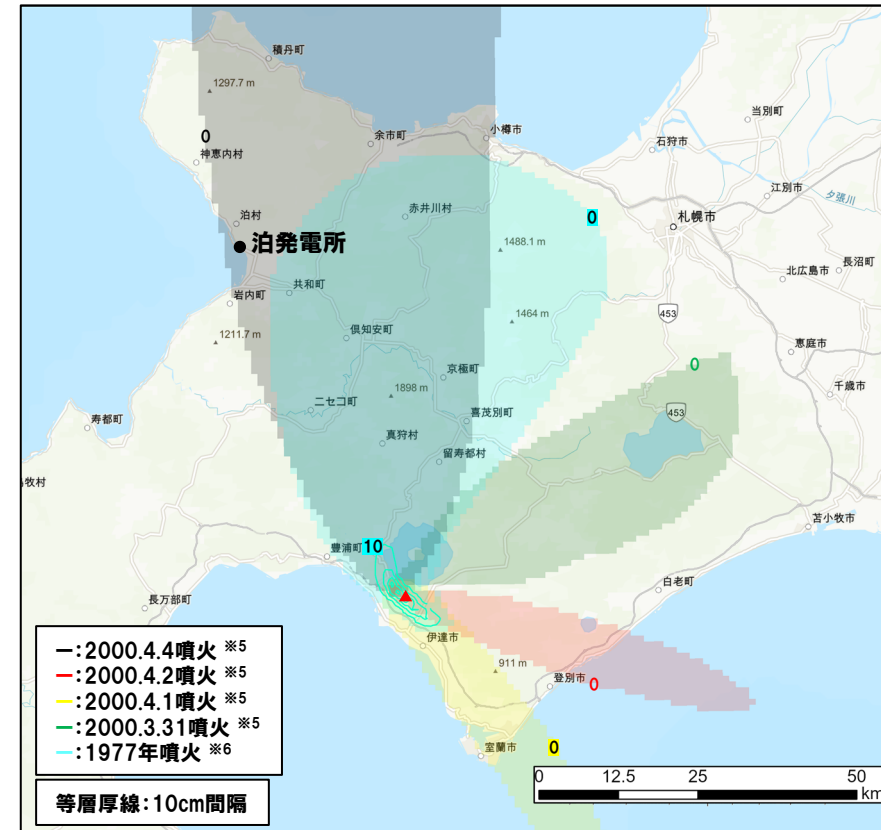 積丹町
1297.7 m
当別町
0
余市町
小樽市
石狩市
神恵内村
江別市
夕張川
赤井川村
0
札幌市
泊村
泊発電所
1488.1 m
長沼町
北広島市
共和町
岩内町
1464 m
453
倶知安町
1211.7 m
恵庭市
0
京極町
千歳市
1898 m
ニセコ町
453
喜茂別町
寿都町
真狩村
留寿都村
牧村
苫小牧市
豊浦町
10
白老町
長万部町
伊達市
911 m
登別市
0
室蘭市
0
ー:2000.4.4噴火 ※5
ー:2000.4.2噴火 ※5
ー:2000.4.1噴火 ※5
ー:2000.3.31噴火 ※5
ー:1977年噴火 ※6
等層厚線:10cm間隔
0 12.5 25 50
km